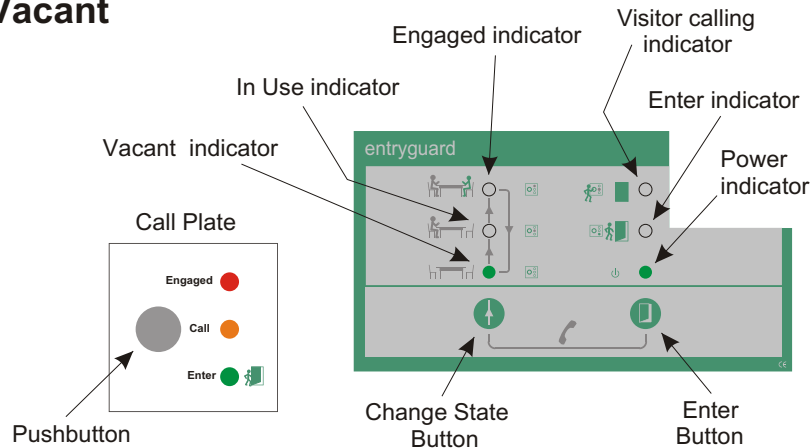 Vacant
Visitor calling
indicator
Engaged indicator
In Use indicator
Enter indicator
Vacant indicator
Power
indicator
entryguard
Call Plate
Engaged
Call
Enter
Pushbutton
Change State
Button
Enter
Button
CE